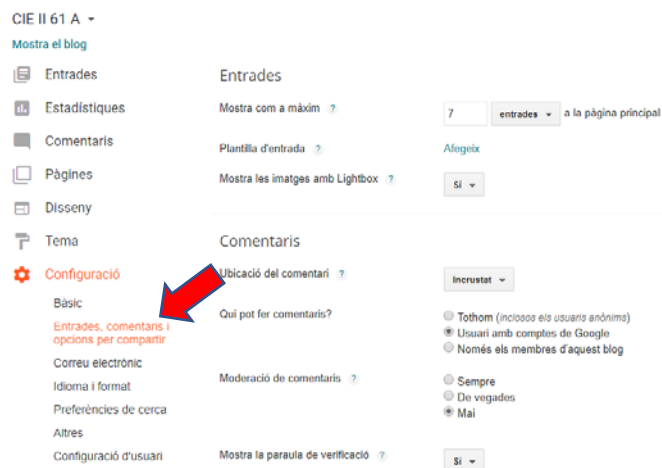 CIE II 61 A
Mostra el blog
Entrades
Estadístiques
Comentaris
Pàgines
Disseny
Tema
Configuració
Bàsic
Entrades, comentaris i
opcions per compartir
Correu electrònic
Idioma i format
Preferències de cerca
Altres
Configuració d'usuari
Entrades
Mostra com a màxim ? 7 entrades a la pàgina principal
Plantilla d'entrada ? Afegeix
Mostra les imatges amb Lightbox ? Sí
Comentaris
Ubicació del comentari ? Incrustat
Qui pot fer comentaris?
Tothom (inclosos els usuaris anònims)
Usuari amb comptes de Google
Només els membres d'aquest blog
Moderació de comentaris ?
Sempre
De vegades
Mai
Mostra la paraula de verificació ? Sí